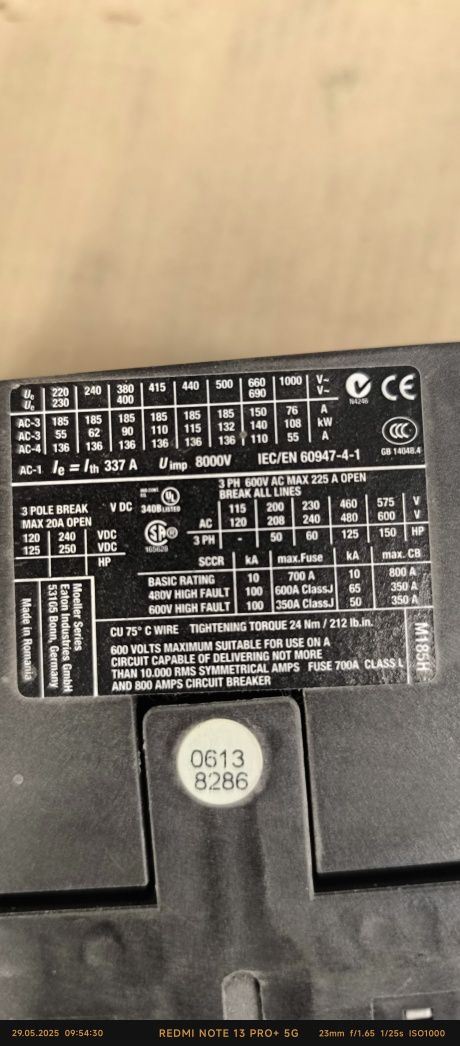 Ue 220 240 380 415 440 500 660 1000 V~
Ue 230 400 690 V~
AC-3 185 185 185 185 185 185 150 76 A
AC-3 55 62 90 110 115 132 140 108 kW
AC-4 136 136 136 136 136 136 110 55 A
N4246
CE
CCC
GB 14048.4
AC-1 Ie = Ith 337 A Uimp 8000V IEC/EN 60947-4-1
3 PH 600V AC MAX 225 A OPEN
BREAK ALL LINES
3 POLE BREAK V DC
MAX 20A OPEN
120 240 VDC
125 250 VDC
HP
UL
340B LISTED
165628
115 200 230 460 575 V
AC 120 208 240 480 600 V
3 PH - 50 60 125 150 HP
SCCR kA max.Fuse kA max. CB
BASIC RATING 10 700 A 10 800 A
480V HIGH FAULT 100 600A ClassJ 65 350 A
600V HIGH FAULT 100 350A ClassJ 50 350 A
Moeller Series
Eaton Industries GmbH
53105 Bonn, Germany
Made in Romania
CU 75° C WIRE TIGHTENING TORQUE 24 Nm / 212 lb.in.
600 VOLTS MAXIMUM SUITABLE FOR USE ON A
CIRCUIT CAPABLE OF DELIVERING NOT MORE
THAN 10.000 RMS SYMMETRICAL AMPS FUSE 700A CLASS L
AND 800 AMPS CIRCUIT BREAKER
0613
8286
29.05.2025 09:54:30 REDMI NOTE 13 PRO+ 5G 23mm f/1.65 1/25s ISO1000